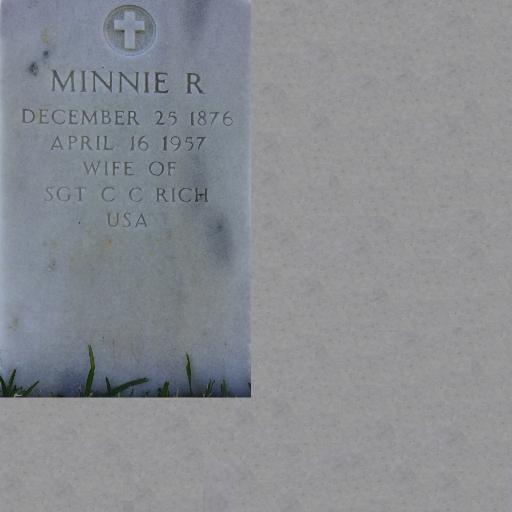 MINNIE R
DECEMBER 25 1876
APRIL 16 1957
WIFE OF
SGT C C RICH
USA